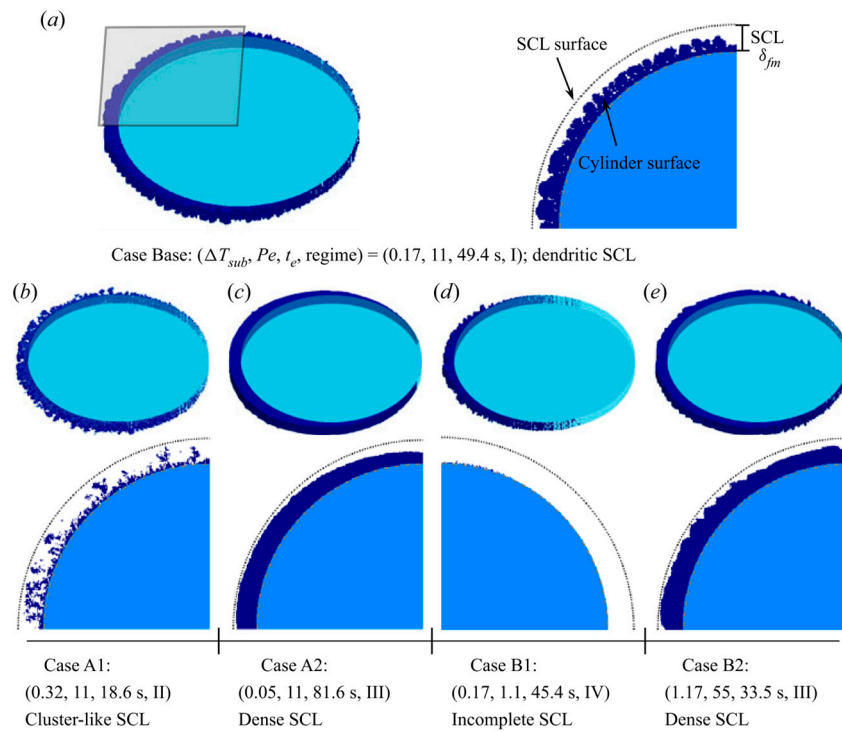 (a)
SCL surface
SCL
δfm
Cylinder surface
Case Base: (ΔTsub, Pe, te, regime) = (0.17, 11, 49.4 s, I); dendritic SCL
(b)
(c)
(d)
(e)
Case A1:
(0.32, 11, 18.6 s, II)
Cluster-like SCL
Case A2:
(0.05, 11, 81.6 s, III)
Dense SCL
Case B1:
(0.17, 1.1, 45.4 s, IV)
Incomplete SCL
Case B2:
(1.17, 55, 33.5 s, III)
Dense SCL